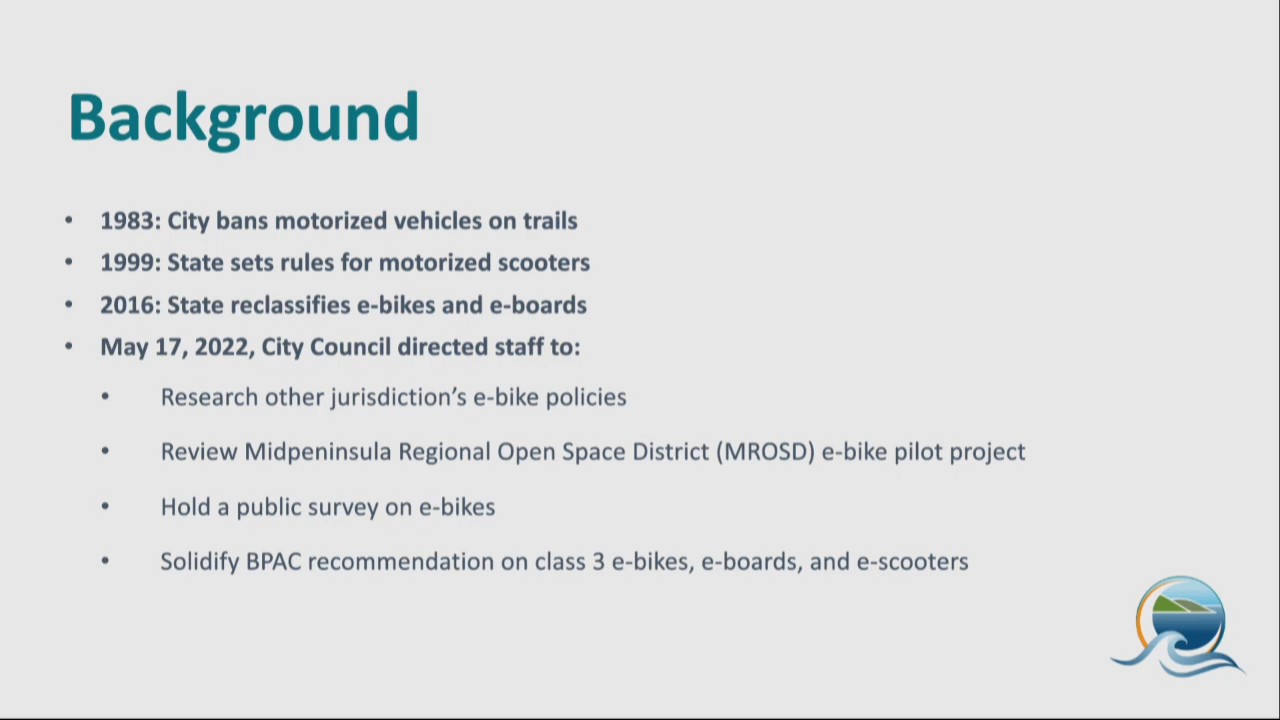 Background
• 1983: City bans motorized vehicles on trails
• 1999: State sets rules for motorized scooters
• 2016: State reclassifies e-bikes and e-boards
• May 17, 2022, City Council directed staff to:
• Research other jurisdiction’s e-bike policies
• Review Midpeninsula Regional Open Space District (MROSD) e-bike pilot project
• Hold a public survey on e-bikes
• Solidify BPAC recommendation on class 3 e-bikes, e-boards, and e-scooters